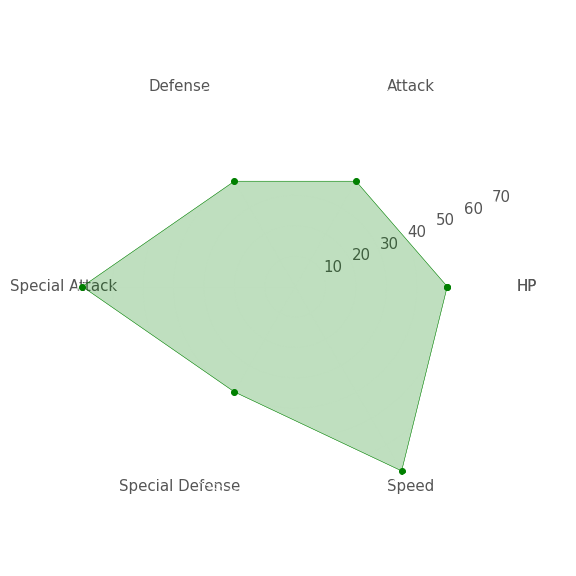 Defense
Attack
70
60
50
40
30
20
10
Special Attack
HP
Special Defense
Speed